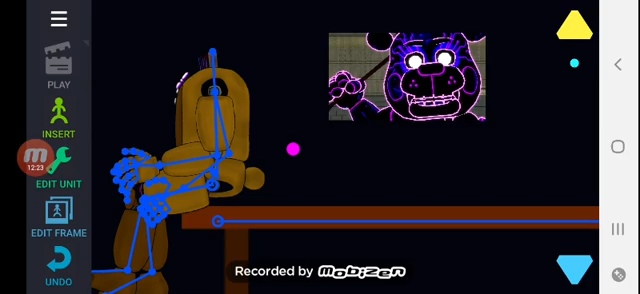 PLAY
INSERT
12:23
EDIT UNIT
EDIT FRAME
UNDO
Recorded by mobizen